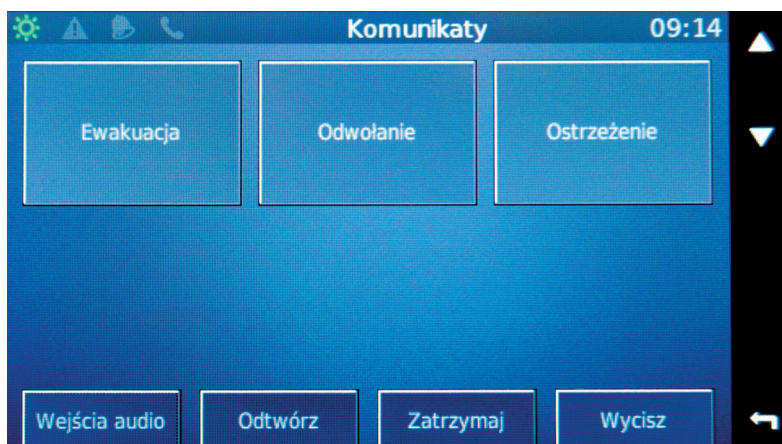 Komunikaty 09:14
Ewakuacja Odwołanie Ostrzeżenie
Wejścia audio Odtwórz Zatrzymaj Wycisz